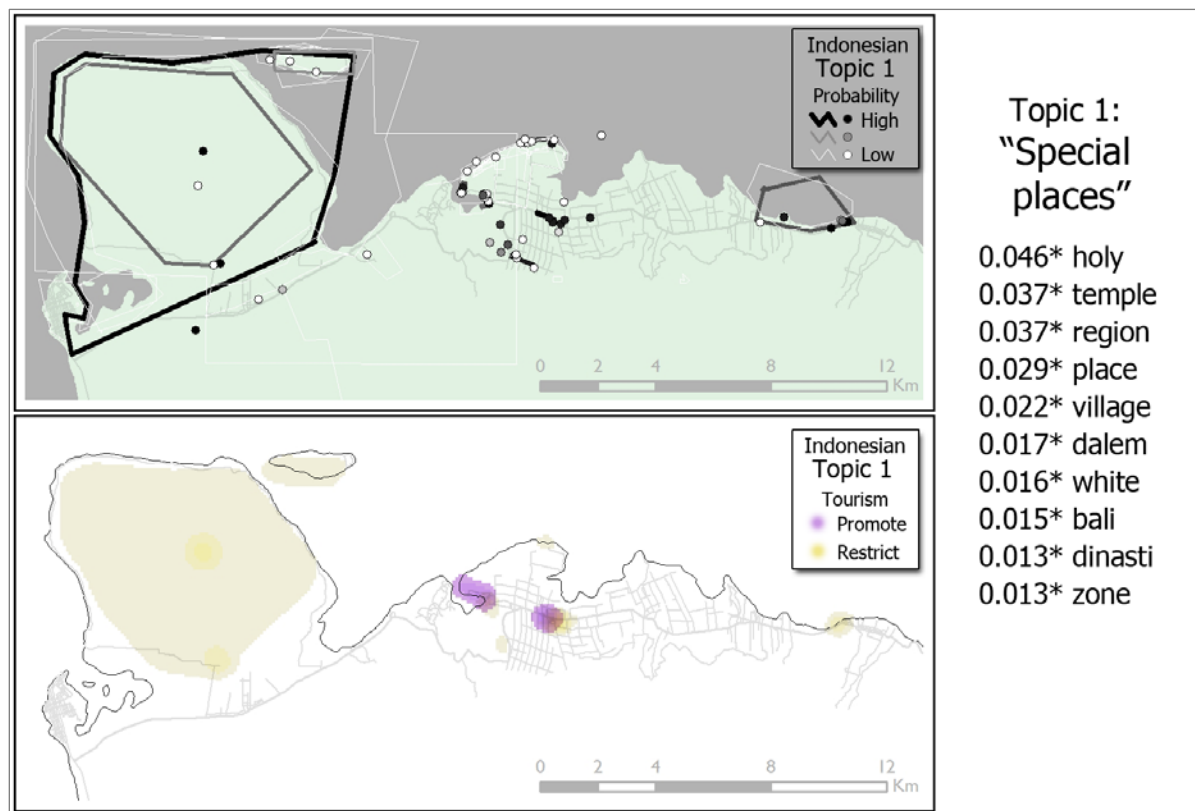 Indonesian
Topic 1
Probability
High
Low
0 2 4 8 12
Km
Indonesian
Topic 1
Tourism
Promote
Restrict
0 2 4 8 12
Km
Topic 1:
“Special
places”
0.046* holy
0.037* temple
0.037* region
0.029* place
0.022* village
0.017* dalem
0.016* white
0.015* bali
0.013* dinasti
0.013* zone